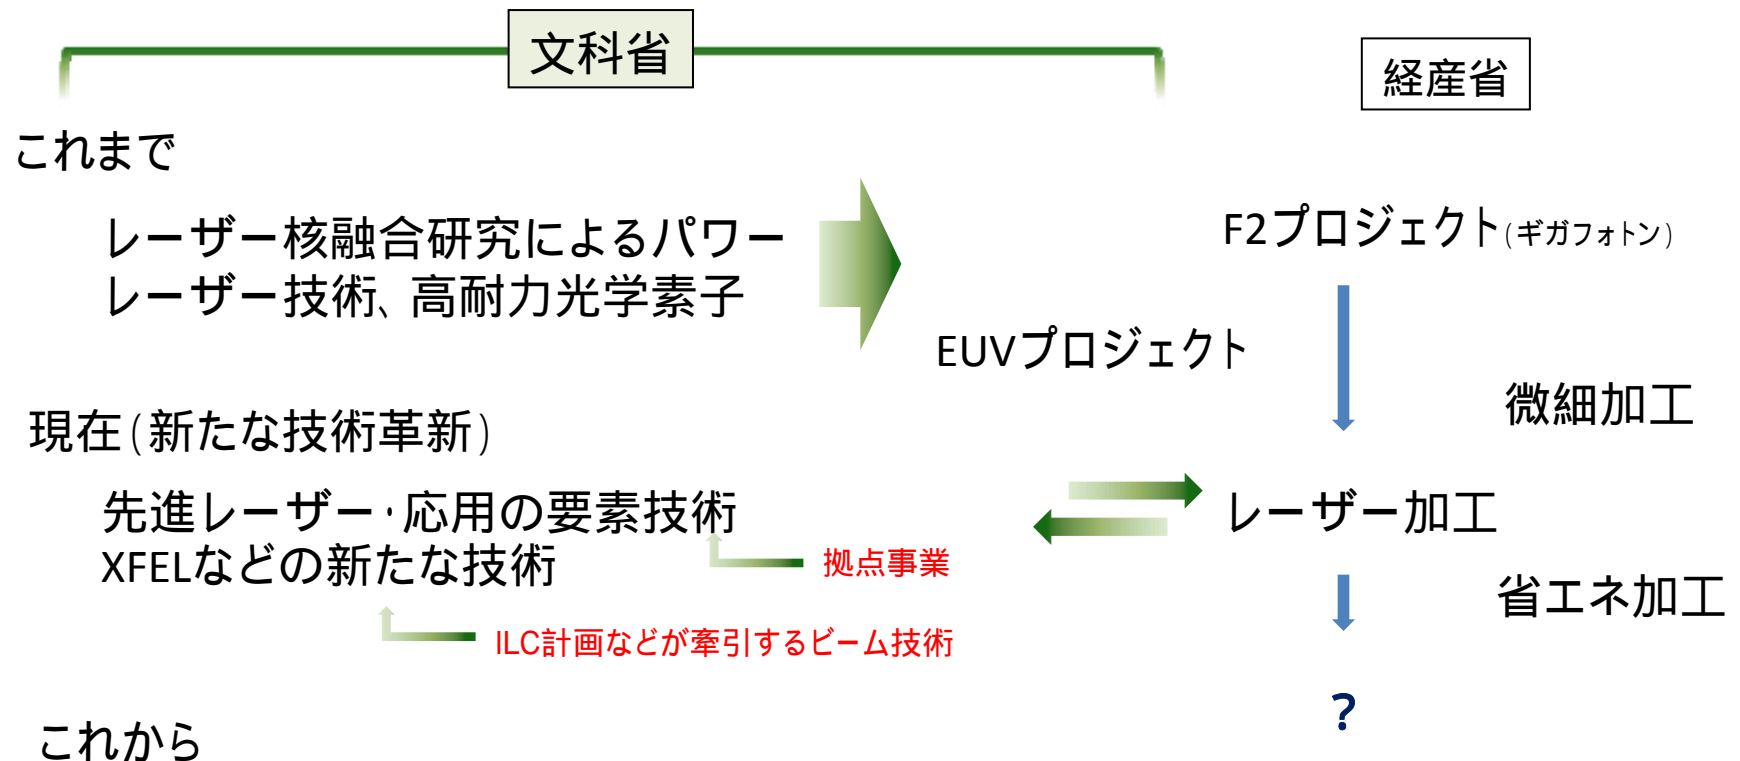 文科省
経産省
これまで
レーザー核融合研究によるパワー
レーザー技術、高耐力光学素子
F2プロジェクト(ギガフォトン)
EUVプロジェクト
微細加工
現在(新たな技術革新)
先進レーザー・応用の要素技術
XFELなどの新たな技術
拠点事業
レーザー加工
省エネ加工
ILC計画などが牽引するビーム技術
?
これから